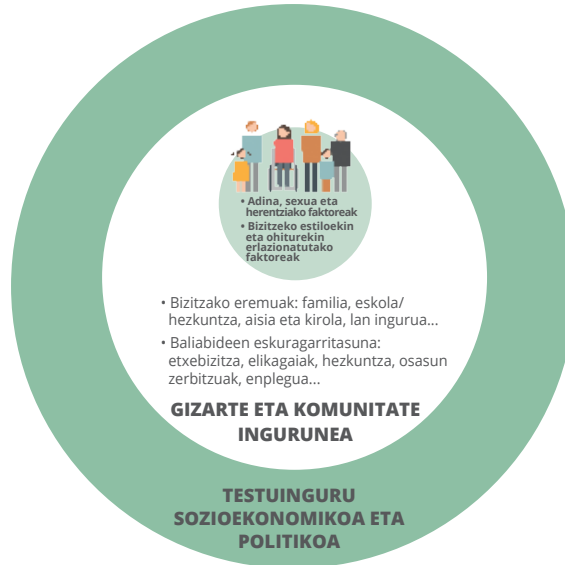 • Adina, sexua eta
herentziako faktoreak
• Bizitzeko estiloekin
eta ohiturekin
erlazionatutako
faktoreak
• Bizitzako eremuak: familia, eskola/
hezkuntza, aisia eta kirola, lan ingurua...
• Baliabideen eskuragarritasuna:
etxebizitza, elikagaiak, hezkuntza, osasun
zerbitzuak, enplegua...
GIZARTE ETA KOMUNITATE
INGURUNEA
TESTUINGURU
SOZIOEKONOMIKOA ETA
POLITIKOA